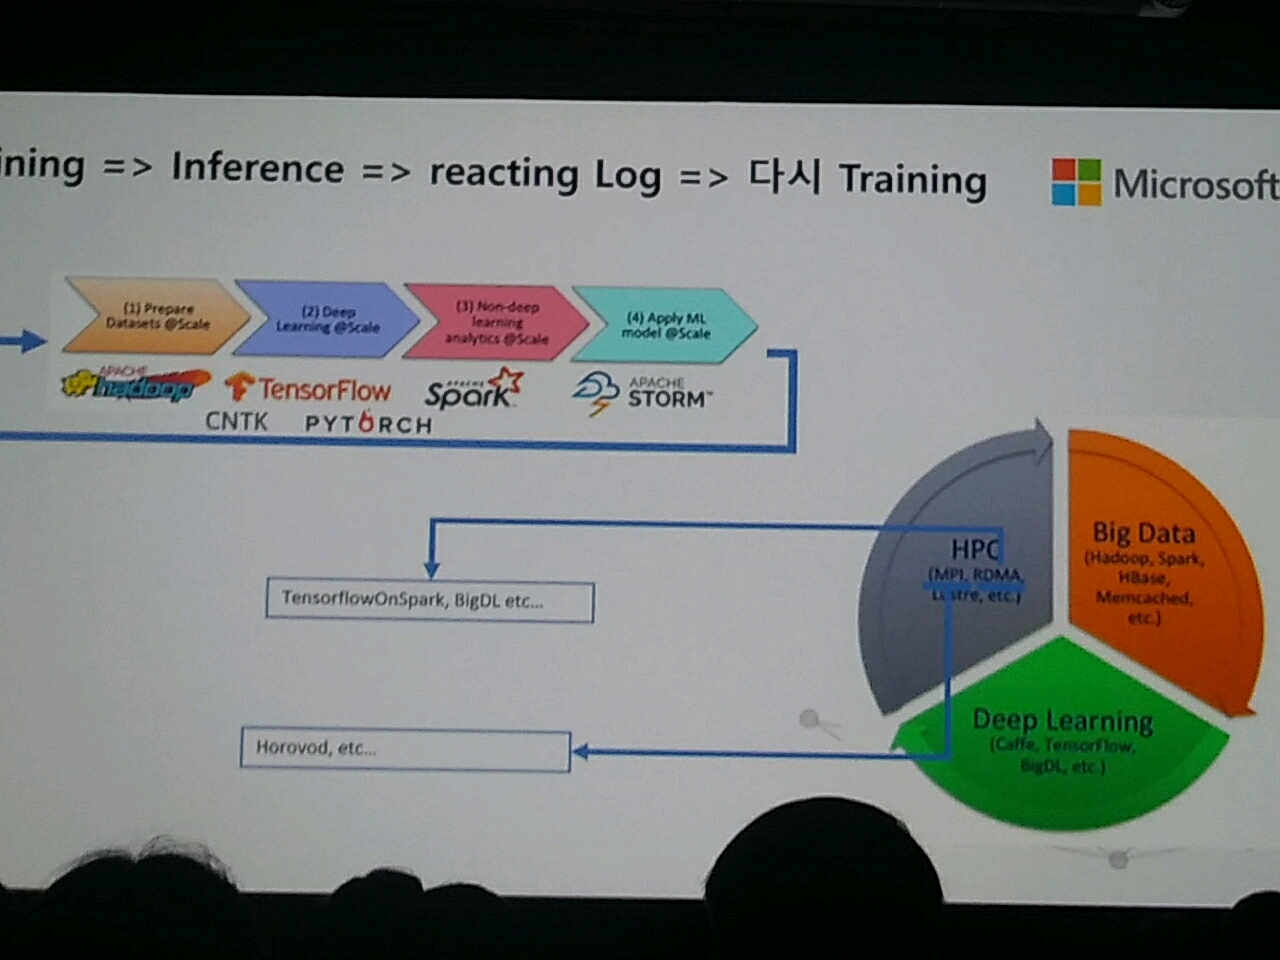 ining => Inference => reacting Log => 다시 Training
Microsoft
(1) Prepare
Datasets @Scale
(2) Deep
Learning @Scale
(3) Non-deep
learning
analytics @Scale
(4) Apply ML
model @Scale
APACHE
hadoop
TensorFlow
CNTK
PYTORCH
APACHE
Spark
APACHE
STORM™
HPC
(MPI, RDMA,
Lustre, etc.)
Big Data
(Hadoop, Spark,
HBase,
Memcached,
etc.)
Deep Learning
(Caffe, TensorFlow,
BigDL, etc.)
TensorflowOnSpark, BigDL etc...
Horovod, etc...